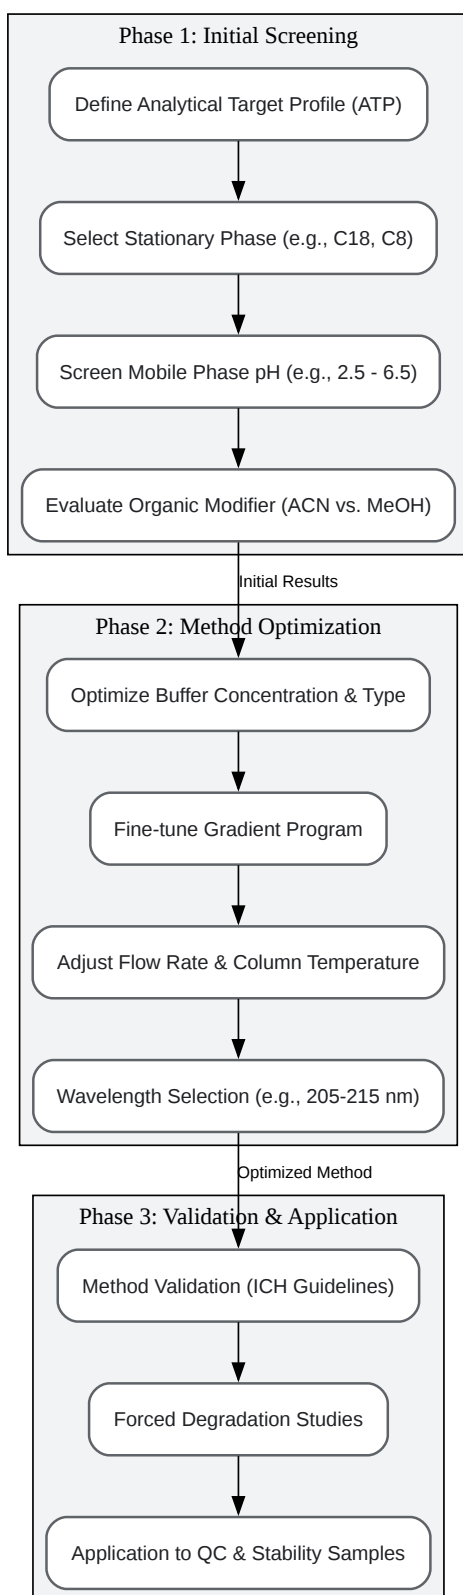 Phase 1: Initial Screening
Define Analytical Target Profile (ATP)
Select Stationary Phase (e.g., C18, C8)
Screen Mobile Phase pH (e.g., 2.5 - 6.5)
Evaluate Organic Modifier (ACN vs. MeOH)
Initial Results
Phase 2: Method Optimization
Optimize Buffer Concentration & Type
Fine-tune Gradient Program
Adjust Flow Rate & Column Temperature
Wavelength Selection (e.g., 205-215 nm)
Optimized Method
Phase 3: Validation & Application
Method Validation (ICH Guidelines)
Forced Degradation Studies
Application to QC & Stability Samples